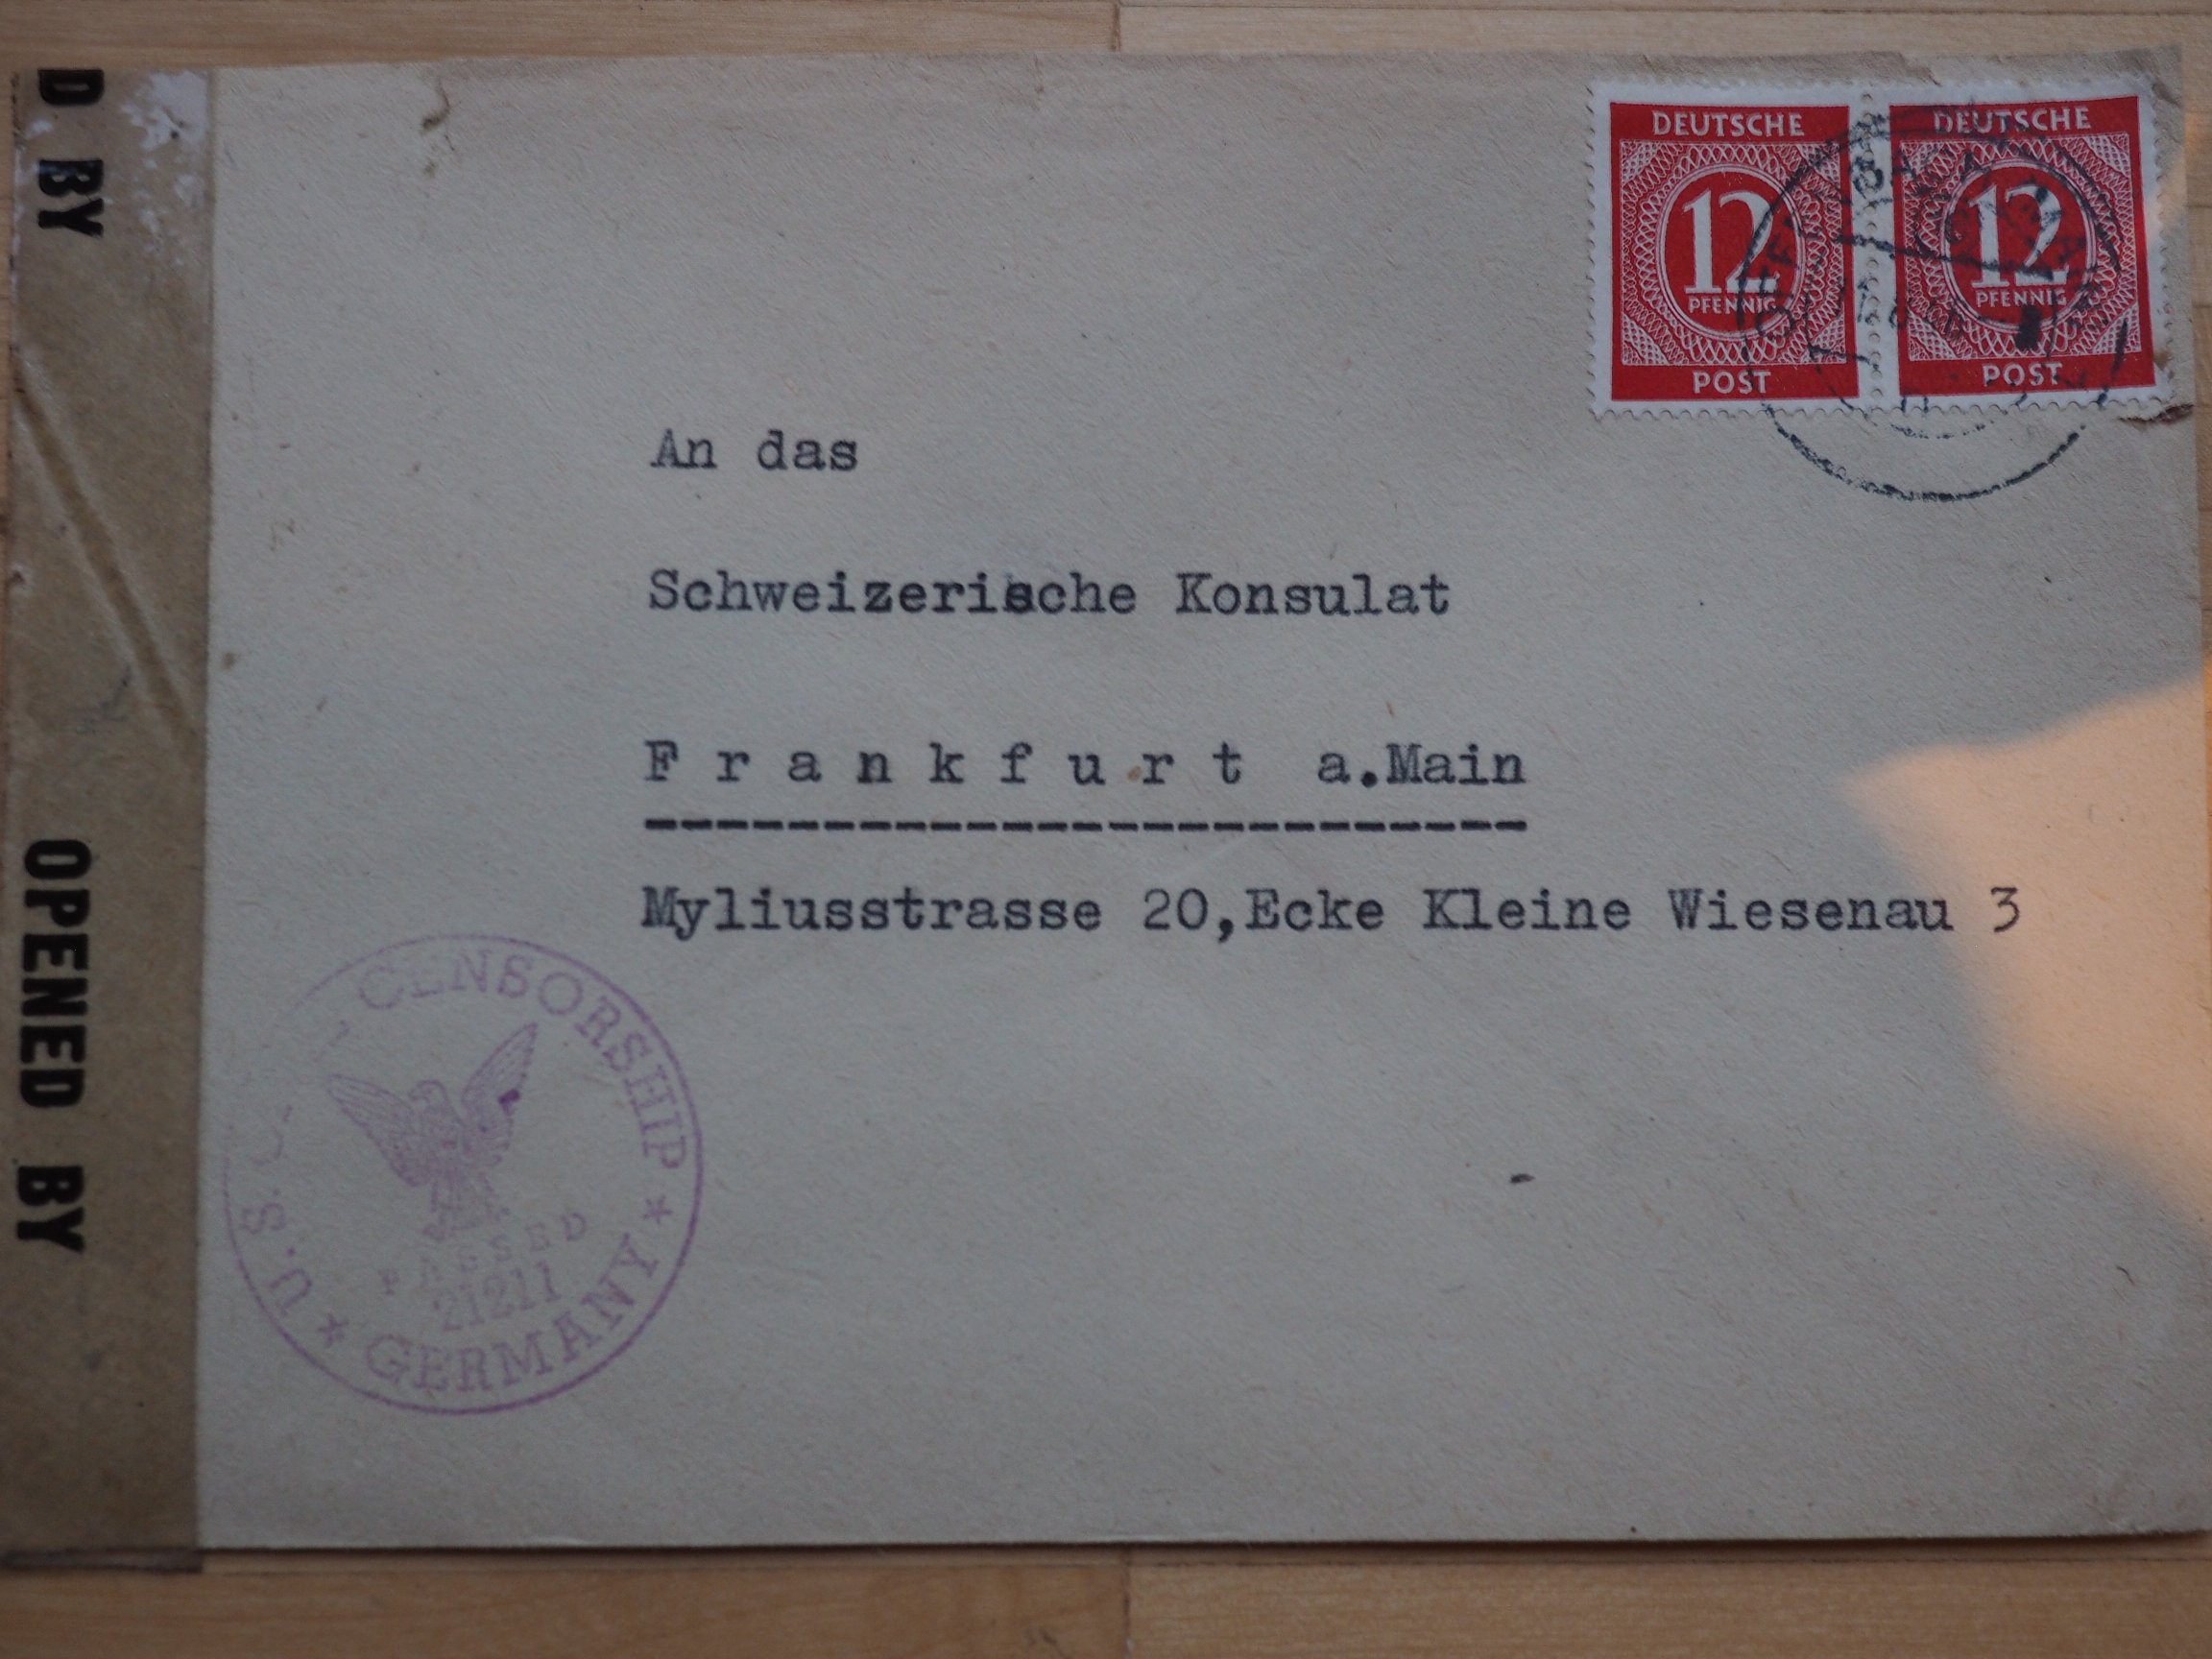 D BY
OPENED BY
DEUTSCHE
12
PFENNIG
POST
DEUTSCHE
12
PFENNIG
POST
An das
Schweizerische Konsulat
Frankfurt a.Main
Myliusstrasse 20,Ecke Kleine Wiesenau 3
U.S. CENSORSHIP
PASSED
21211
* GERMANY *